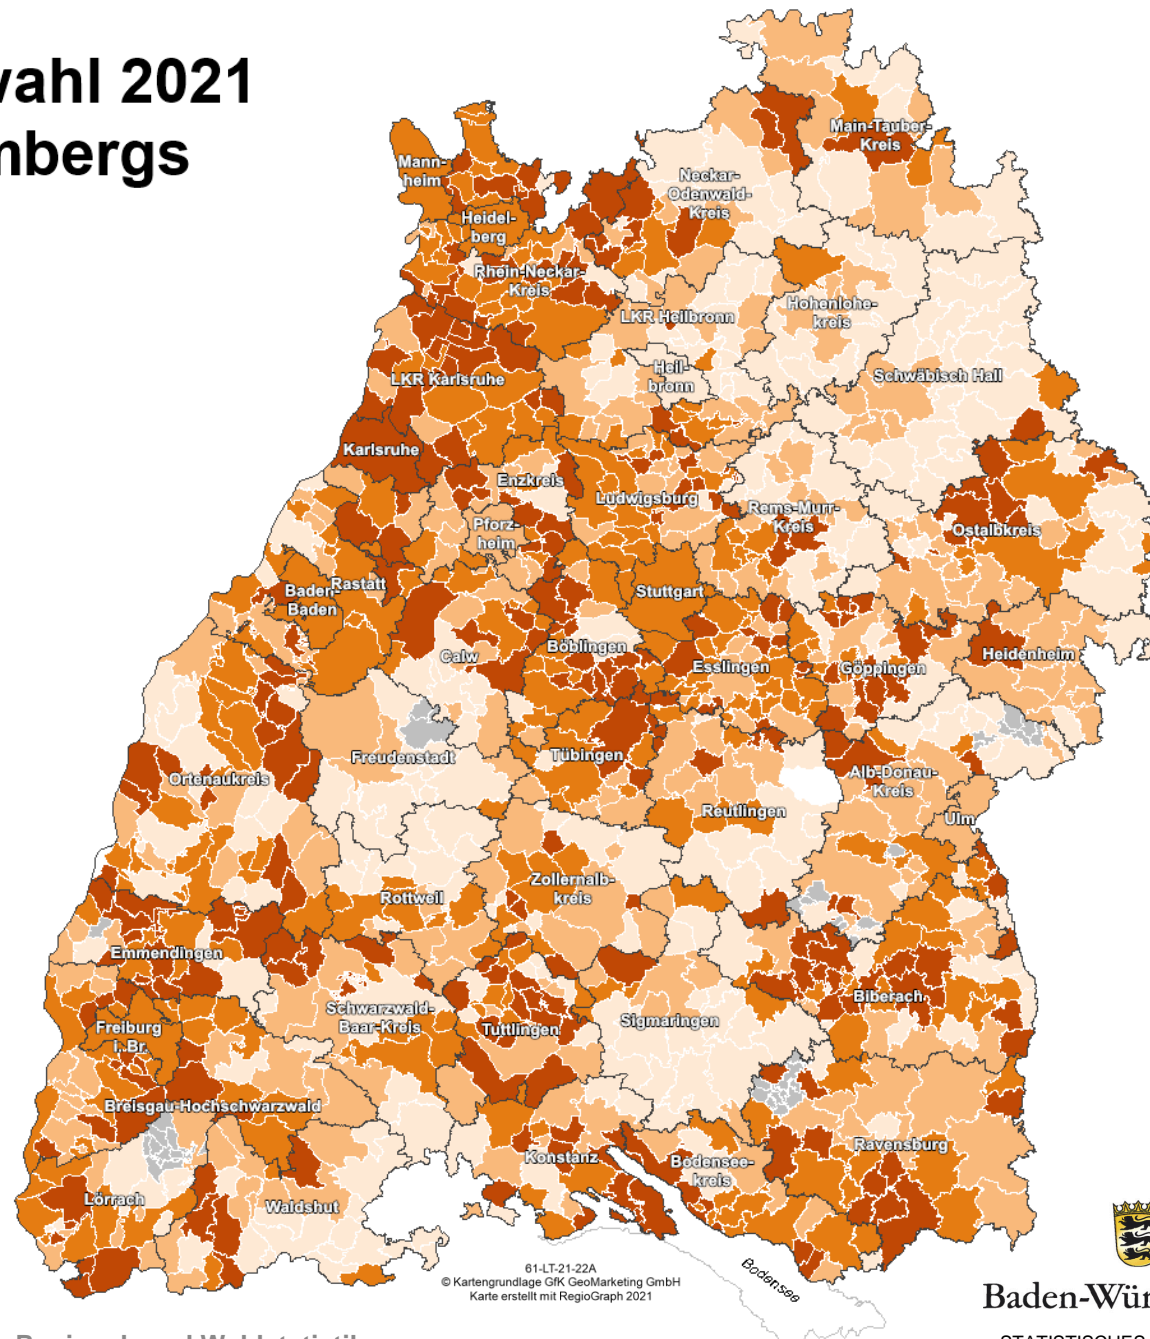 wahl 2021
mbergs
Main-Tauber-
Kreis
Mann-
heim
Neckar-
Odenwald-
Kreis
Heidel-
berg
Rhein-Neckar-
Kreis
Hohenlohe-
kreis
LKR Heilbronn
Heil-
bronn
Schwäbisch Hall
LKR Karlsruhe
Karlsruhe
Enzkreis
Ludwigsburg
Rems-Murr-
Kreis
Ostalbkreis
Pforz-
heim
Rastatt
Baden-
Baden
Stuttgart
Böblingen
Calw
Esslingen
Göppingen
Heidenheim
Freudenstadt
Tübingen
Ortenaukreis
Alb-Donau-
Kreis
Reutlingen
Ulm
Zollernalb-
kreis
Rottweil
Emmendingen
Biberach
Schwarzwald-
Baar-Kreis
Tuttlingen
Sigmaringen
Freiburg
i. Br.
Breisgau-Hochschwarzwald
Ravensburg
Konstanz
Bodensee-
kreis
Lörrach
Waldshut
Bodensee
61-LT-21-22A
© Kartengrundlage GfK GeoMarketing GmbH
Karte erstellt mit RegioGraph 2021
Baden-Wür